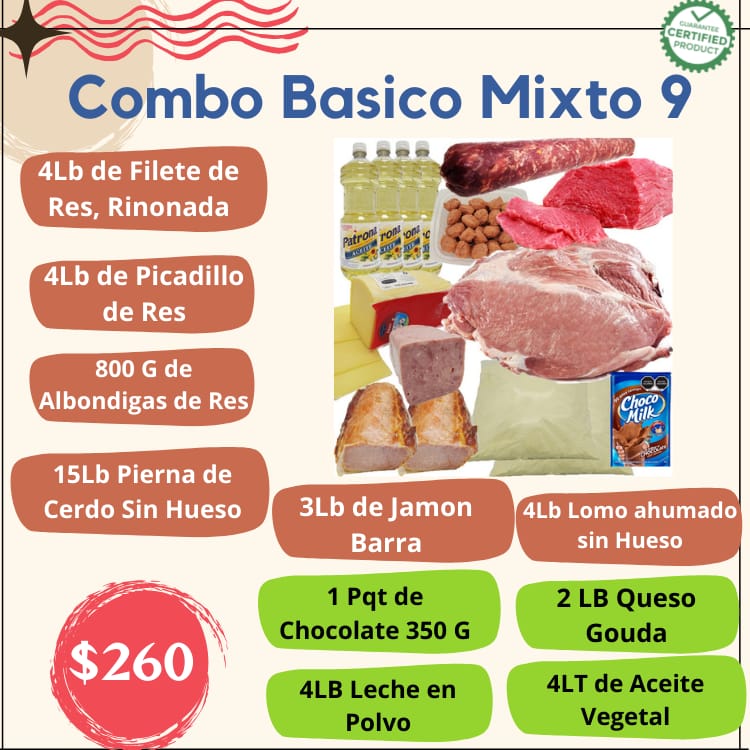 GUARANTEE
CERTIFIED
PRODUCT
Combo Basico Mixto 9
4Lb de Filete de
Res, Rinonada
4Lb de Picadillo
de Res
800 G de
Albondigas de Res
15Lb Pierna de
Cerdo Sin Hueso
Patrona
ACEITE
Choco
Milk
3Lb de Jamon
Barra
4Lb Lomo ahumado
sin Hueso
1 Pqt de
Chocolate 350 G
2 LB Queso
Gouda
4LB Leche en
Polvo
4LT de Aceite
Vegetal
$260